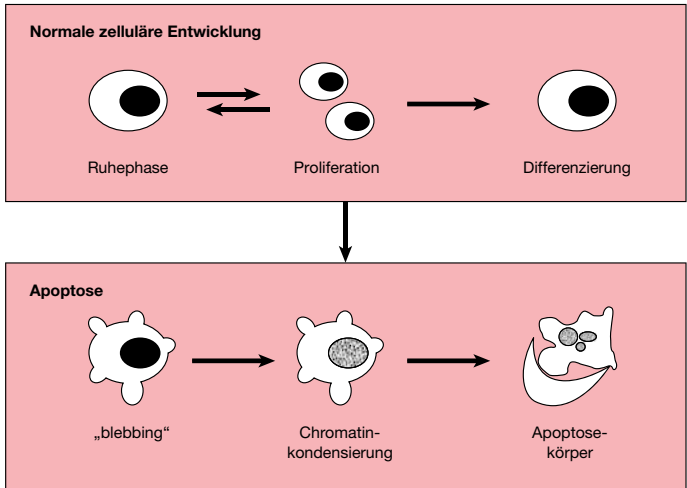 Normale zelluläre Entwicklung
Ruhephase
Proliferation
Differenzierung
Apoptose
„blebbing“
Chromatin-
kondensierung
Apoptose-
körper